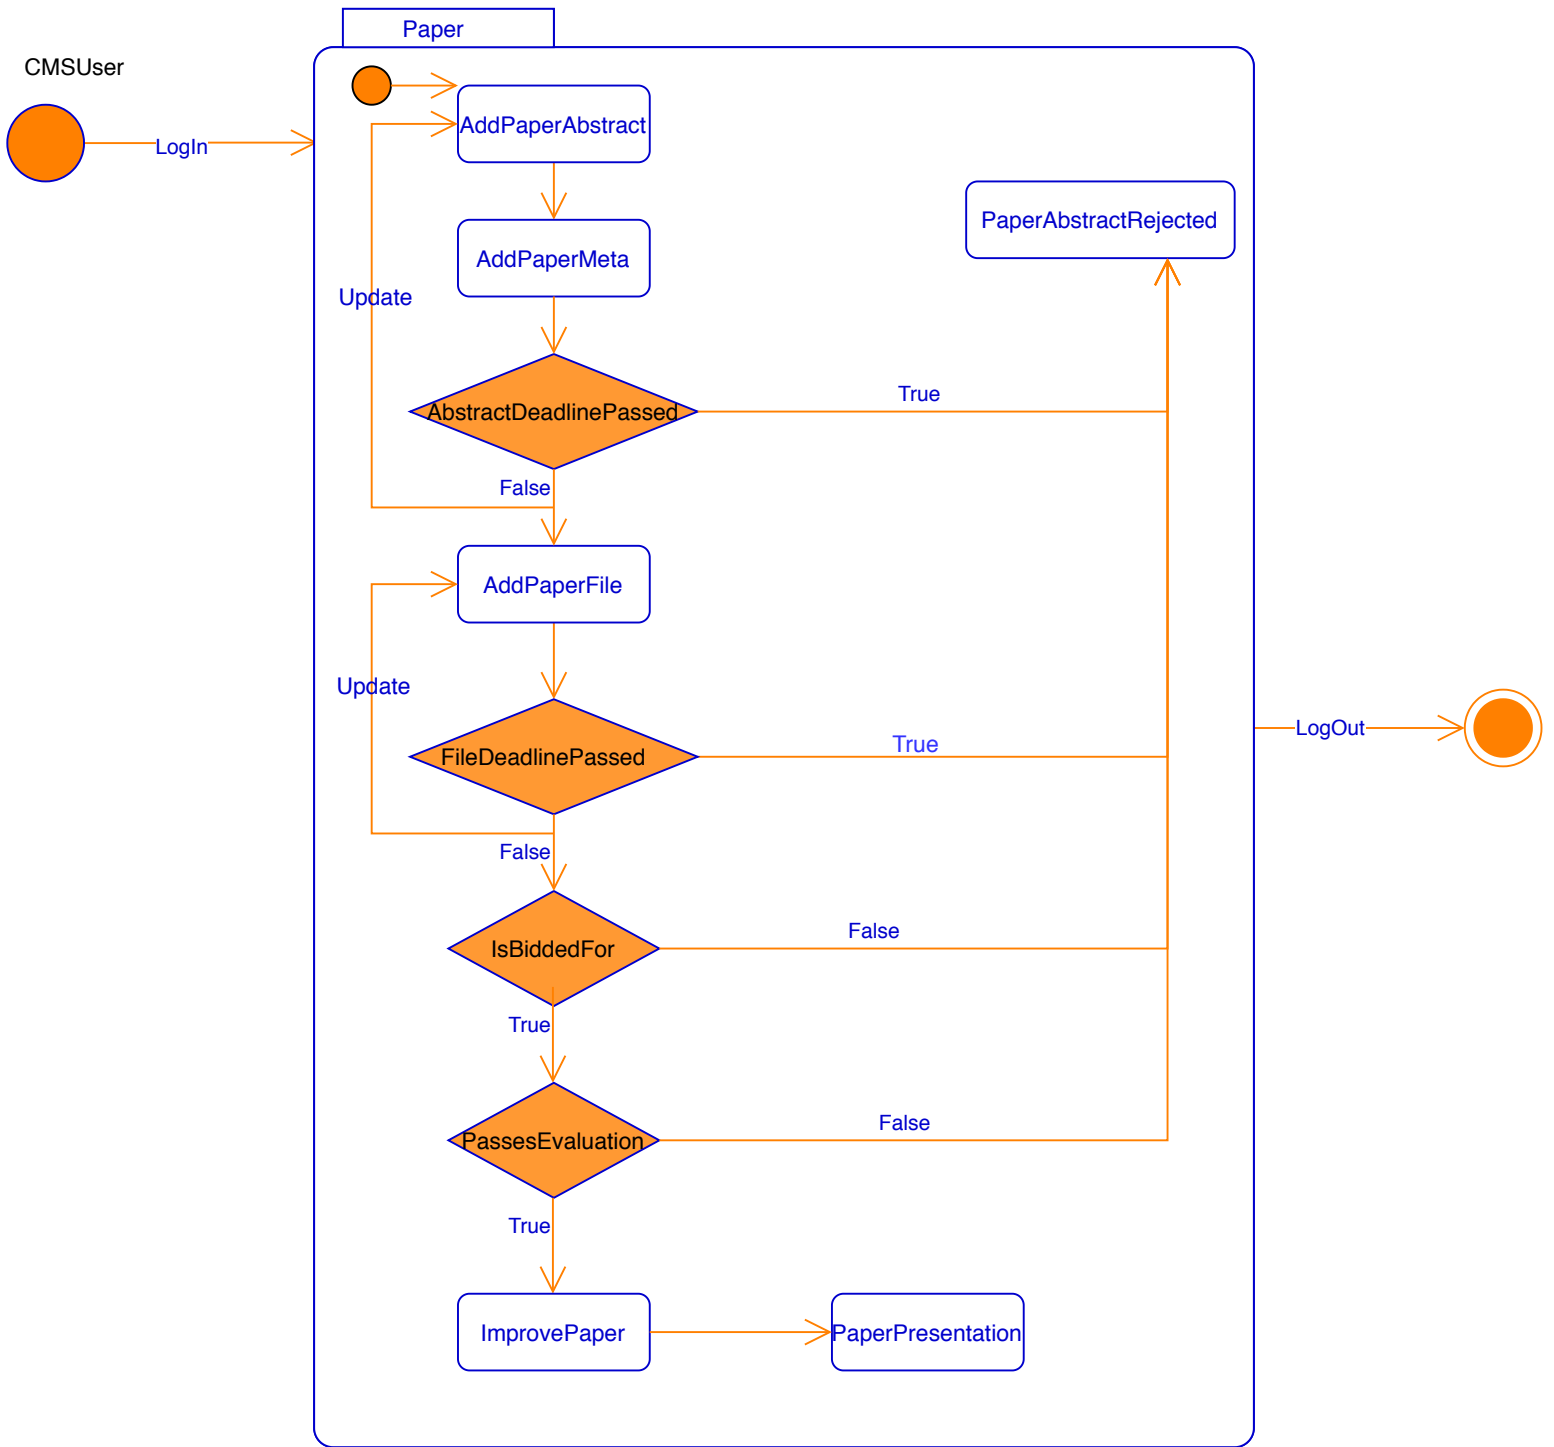 Paper
CMSUser
AddPaperAbstract
LogIn
PaperAbstractRejected
AddPaperMeta
Update
True
AbstractDeadlinePassed
False
AddPaperFile
Update
LogOut
True
FileDeadlinePassed
False
False
IsBiddedFor
True
False
PassesEvaluation
True
ImprovePaper
PaperPresentation